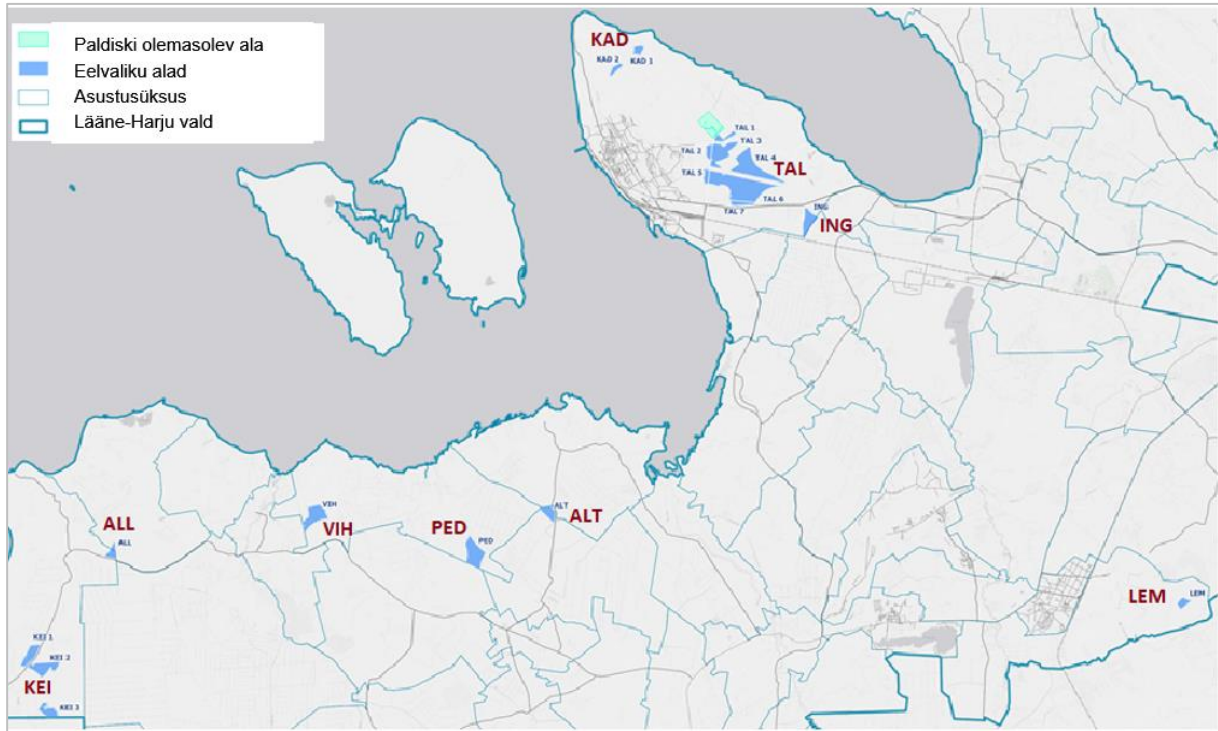 Paldiski olemasolev ala
Eelvaliku alad
Asustusüksus
Lääne-Harju vald
KAD
KAD 2
KAD 1
TAL 1
TAL 2
TAL 3
TAL 4
TAL
TAL 5
TAL 6
TAL 7
ING
ING
ALL
ALL
VIH
VIH
PED
PED
ALT
ALT
LEM
LEM
KEI 1
KEI 2
KEI
KEI 3